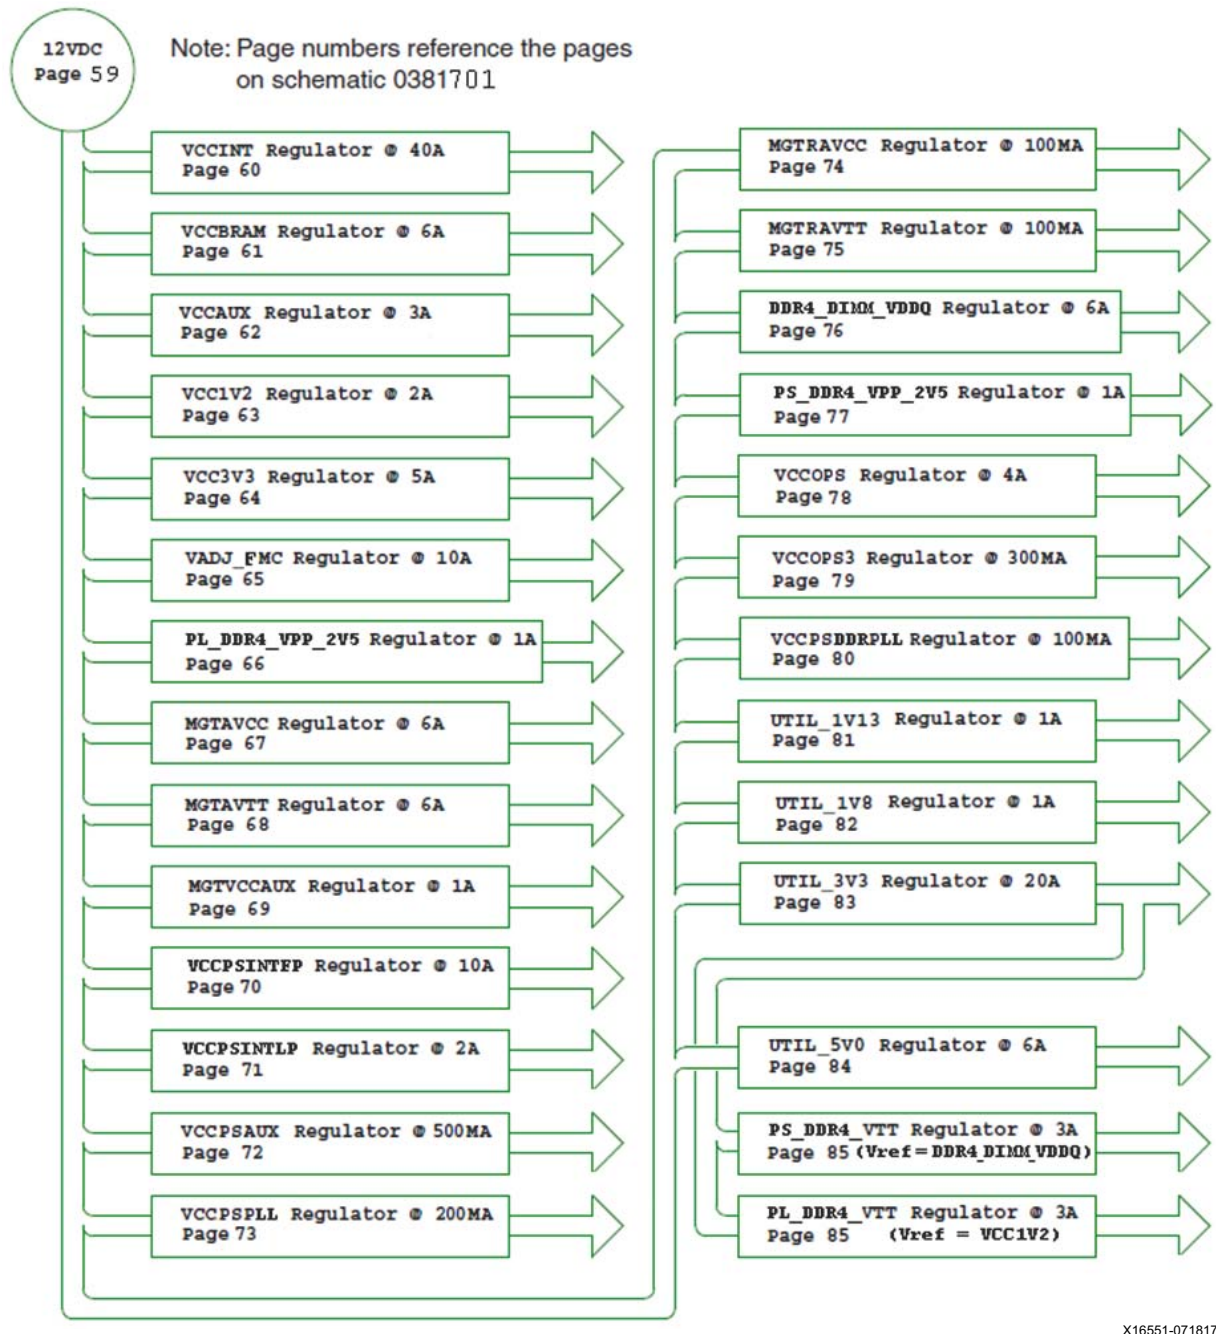 12VDC
Page 59
Note: Page numbers reference the pages
on schematic 0381701
VCCINT Regulator @ 40A
Page 60
VCCBRAM Regulator @ 6A
Page 61
VCCAUX Regulator @ 3A
Page 62
VCC1V2 Regulator @ 2A
Page 63
VCC3V3 Regulator @ 5A
Page 64
VADJ_FMC Regulator @ 10A
Page 65
PL_DDR4_VPP_2V5 Regulator @ 1A
Page 66
MGTAVCC Regulator @ 6A
Page 67
MGTAVTT Regulator @ 6A
Page 68
MGTVCCAUX Regulator @ 1A
Page 69
VCCPSINTFP Regulator @ 10A
Page 70
VCCPSINTLP Regulator @ 2A
Page 71
VCCPSAUX Regulator @ 500MA
Page 72
VCCPSPLL Regulator @ 200MA
Page 73
MGTRAVCC Regulator @ 100MA
Page 74
MGTRAVTT Regulator @ 100MA
Page 75
DDR4_DIMM_VDDQ Regulator @ 6A
Page 76
PS_DDR4_VPP_2V5 Regulator @ 1A
Page 77
VCCOPS Regulator @ 4A
Page 78
VCCOPS3 Regulator @ 300MA
Page 79
VCCPSDDRPLL Regulator @ 100MA
Page 80
UTIL_1V13 Regulator @ 1A
Page 81
UTIL_1V8 Regulator @ 1A
Page 82
UTIL_3V3 Regulator @ 20A
Page 83
UTIL_5V0 Regulator @ 6A
Page 84
PS_DDR4_VTT Regulator @ 3A
Page 85 (Vref = DDR4_DIMM_VDDQ)
PL_DDR4_VTT Regulator @ 3A
Page 85 (Vref = VCC1V2)
X16551-071817